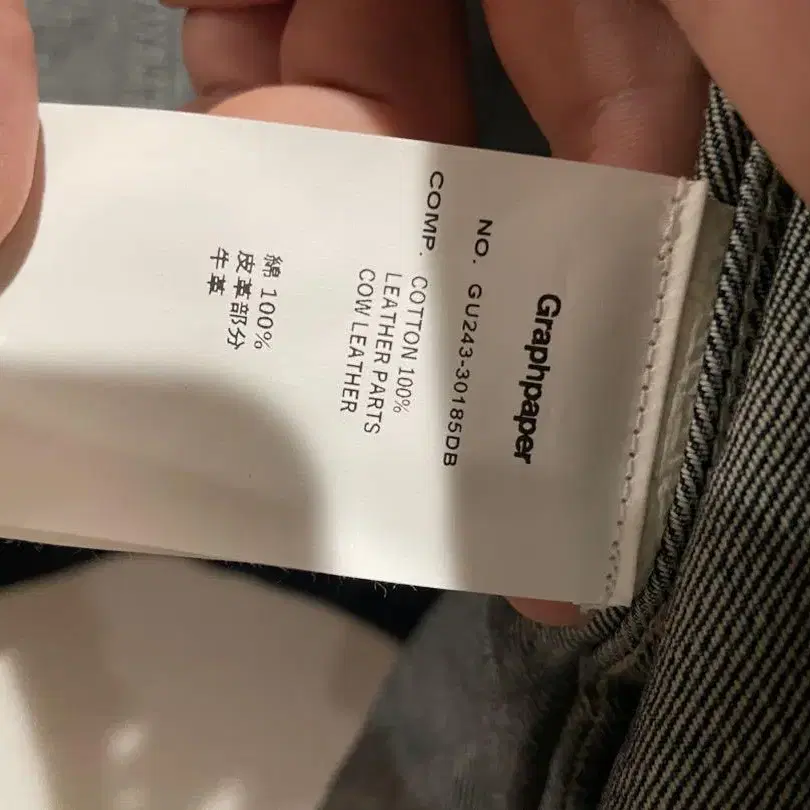 Graphpaper
NO. GU243-30185DB
COMP. COTTON 100%
LEATHER PARTS
COW LEATHER
綿 100%
皮革部分
牛革